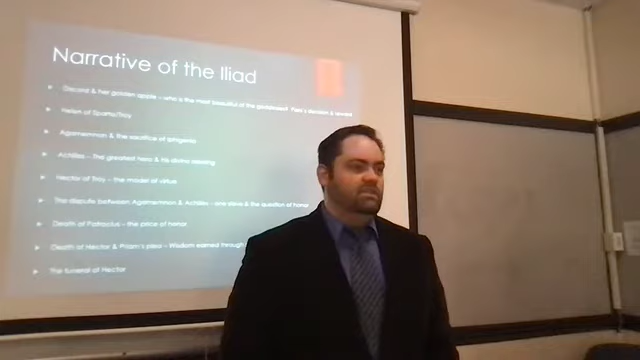 Narrative of the Iliad
Discord & her golden apple – who is the most beautiful of the goddesses? Paris's decision & reward
Helen of Sparta/Troy
Agamemnon & the sacrifice of Iphigenia
Achilles – The greatest hero & his divine blessing
Hector of Troy – the model of virtue
The dispute between Agamemnon & Achilles – one slave & the question of honor
Death of Patroclus – the price of honor
Death of Hector & Priam's plea – Wisdom earned through
The funeral of Hector